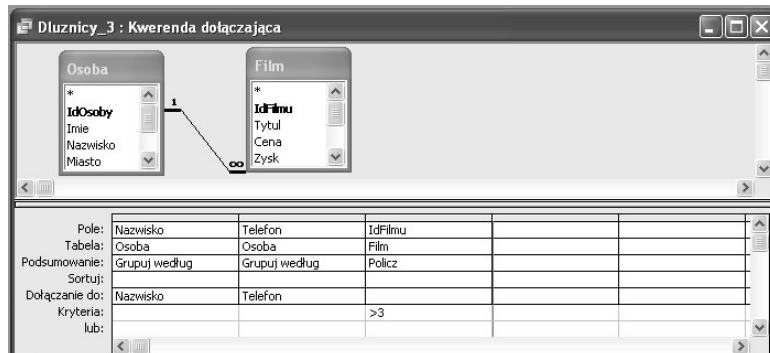 Dluznicy_3 : Kwerenda dołączająca
Osoba
*
IdOsoby
Imie
Nazwisko
Miasto
1
∞
Film
*
IdFilmu
Tytul
Cena
Zysk
Pole: Nazwisko Telefon IdFilmu
Tabela: Osoba Osoba Film
Podsumowanie: Grupuj według Grupuj według Policz
Sortuj:
Dołączanie do: Nazwisko Telefon
Kryteria: >3
lub: